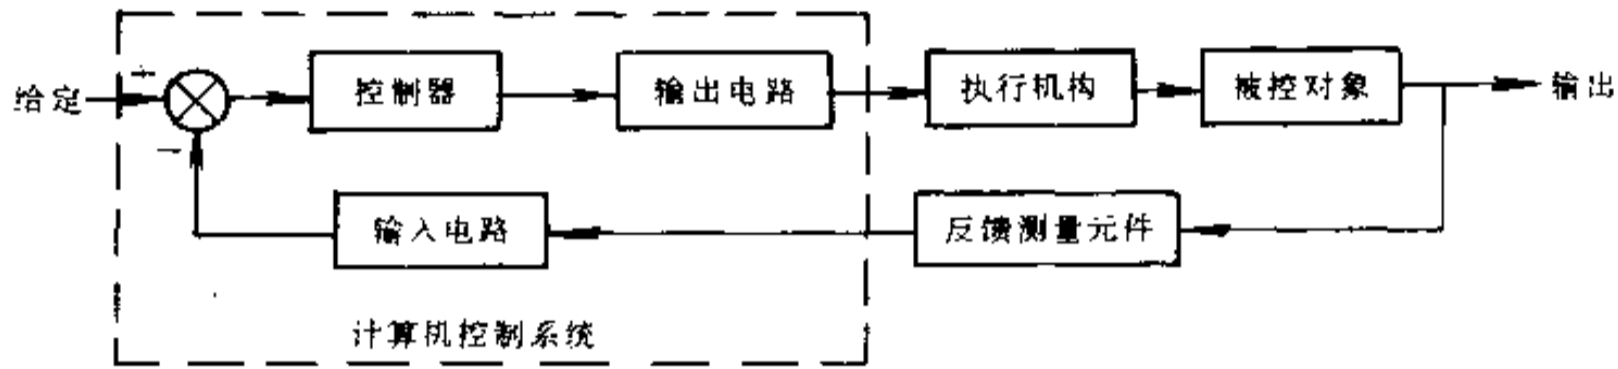 给定
+
控制器
输出电路
执行机构
被控对象
输出
−
输入电路
反馈测量元件
计算机控制系统